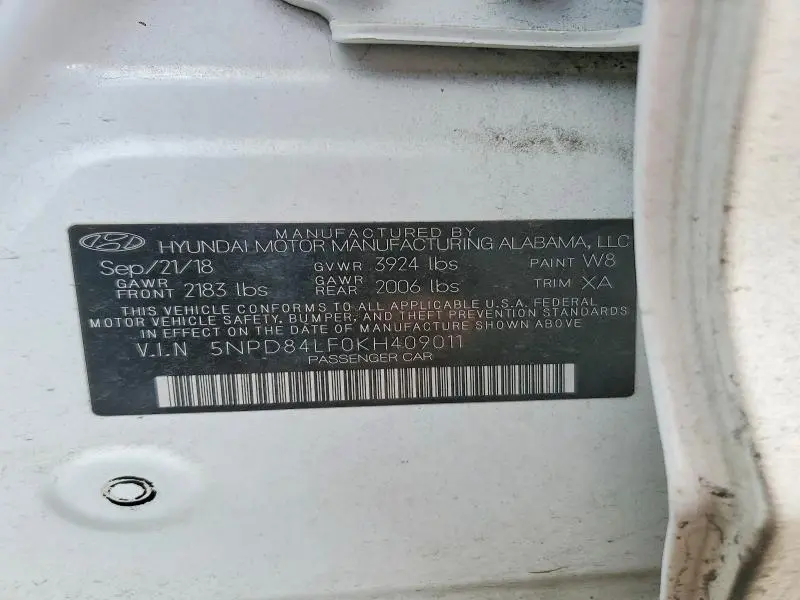 MANUFACTURED BY
HYUNDAI MOTOR MANUFACTURING ALABAMA, LLC
Sep/21/18 GVWR 3924 lbs PAINT W8
GAWR FRONT 2183 lbs GAWR REAR 2006 lbs TRIM XA
THIS VEHICLE CONFORMS TO ALL APPLICABLE U.S.A. FEDERAL
MOTOR VEHICLE SAFETY, BUMPER, AND THEFT PREVENTION STANDARDS
IN EFFECT ON THE DATE OF MANUFACTURE SHOWN ABOVE
V.I.N 5NPD84LF0KH409011
PASSENGER CAR